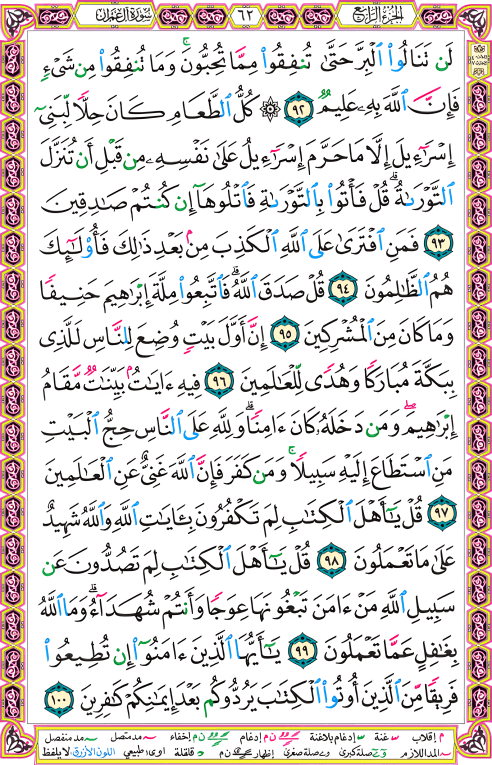 الجزء الرابع ٦٢ سورة آل عمران
لَن تَنَالُوا۟ ٱلْبِرَّ حَتَّىٰ تُنفِقُوا۟ مِمَّا تُحِبُّونَ ۚ وَمَا تُنفِقُوا۟ مِن شَىْءٍۢ
فَإِنَّ ٱللَّهَ بِهِۦ عَلِيمٌۭ ٩٢ ۞ كُلُّ ٱلطَّعَامِ كَانَ حِلًّۭا لِّبَنِىٓ
إِسْرَٰٓءِيلَ إِلَّا مَا حَرَّمَ إِسْرَٰٓءِيلُ عَلَىٰ نَفْسِهِۦ مِن قَبْلِ أَن تُنَزَّلَ
ٱلتَّوْرَىٰةُ ۗ قُلْ فَأْتُوا۟ بِٱلتَّوْرَىٰةِ فَٱتْلُوهَآ إِن كُنتُمْ صَـٰدِقِينَ
٩٣ فَمَنِ ٱفْتَرَىٰ عَلَى ٱللَّهِ ٱلْكَذِبَ مِنۢ بَعْدِ ذَٰلِكَ فَأُو۟لَـٰٓئِكَ
هُمُ ٱلظَّـٰلِمُونَ ٩٤ قُلْ صَدَقَ ٱللَّهُ ۗ فَٱتَّبِعُوا۟ مِلَّةَ إِبْرَٰهِيمَ حَنِيفًۭا
وَمَا كَانَ مِنَ ٱلْمُشْرِكِينَ ٩٥ إِنَّ أَوَّلَ بَيْتٍۢ وُضِعَ لِلنَّاسِ لَلَّذِى
بِبَكَّةَ مُبَارَكًۭا وَهُدًۭى لِّلْعَـٰلَمِينَ ٩٦ فِيهِ ءَايَـٰتٌۢ بَيِّنَـٰتٌۭ مَّقَامُ
إِبْرَٰهِيمَ ۖ وَمَن دَخَلَهُۥ كَانَ ءَامِنًۭا ۗ وَلِلَّهِ عَلَى ٱلنَّاسِ حِجُّ ٱلْبَيْتِ
مَنِ ٱسْتَطَاعَ إِلَيْهِ سَبِيلًۭا ۚ وَمَن كَفَرَ فَإِنَّ ٱللَّهَ غَنِىٌّ عَنِ ٱلْعَـٰلَمِينَ
٩٧ قُلْ يَـٰٓأَهْلَ ٱلْكِتَـٰبِ لِمَ تَكْفُرُونَ بِـَٔايَـٰتِ ٱللَّهِ وَٱللَّهُ شَهِيدٌ
عَلَىٰ مَا تَعْمَلُونَ ٩٨ قُلْ يَـٰٓأَهْلَ ٱلْكِتَـٰبِ لِمَ تَصُدُّونَ عَن
سَبِيلِ ٱللَّهِ مَنْ ءَامَنَ تَبْغُونَهَا عِوَجًۭا وَأَنتُمْ شُهَدَآءُ ۗ وَمَا ٱللَّهُ
بِغَـٰفِلٍ عَمَّا تَعْمَلُونَ ٩٩ يَـٰٓأَيُّهَا ٱلَّذِينَ ءَامَنُوٓا۟ إِن تُطِيعُوا۟
فَرِيقًۭا مِّنَ ٱلَّذِينَ أُوتُوا۟ ٱلْكِتَـٰبَ يَرُدُّوكُم بَعْدَ إِيمَـٰنِكُمْ كَـٰفِرِينَ ١٠٠
م إقلاب غنة إدغام بلاغنة ن م إدغام ن م إخفاء مد متصل مد منفصل
المد اللازم صلة كبرى صلة صغرى إظهار ن م قلقلة اوى طبيعي اللون الأزرق لا يلفظ